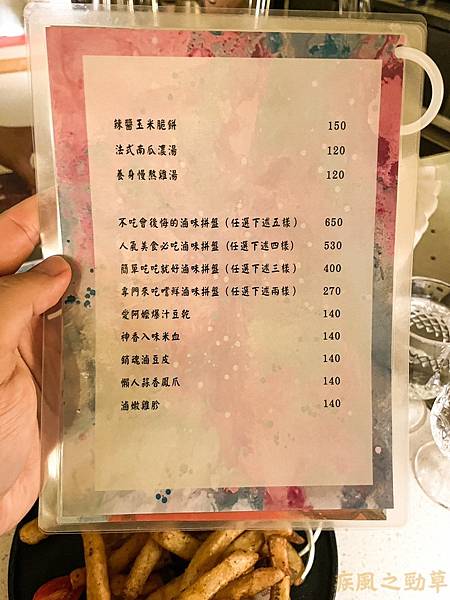 辣醬玉米脆餅 150
法式南瓜濃湯 120
養身慢熬雞湯 120
不吃會後悔的滷味拼盤（任選下述五樣） 650
人氣美食必吃滷味拼盤（任選下述四樣） 530
簡單吃吃就好滷味拼盤（任選下述三樣） 400
專門來吃嚐鮮滷味拼盤（任選下述兩樣） 270
愛阿嬤爆汁豆乾 140
神香入味米血 140
銷魂滷豆皮 140
懶人蒜香鳳爪 140
滷嫩雞胗 140
疾風之勁草